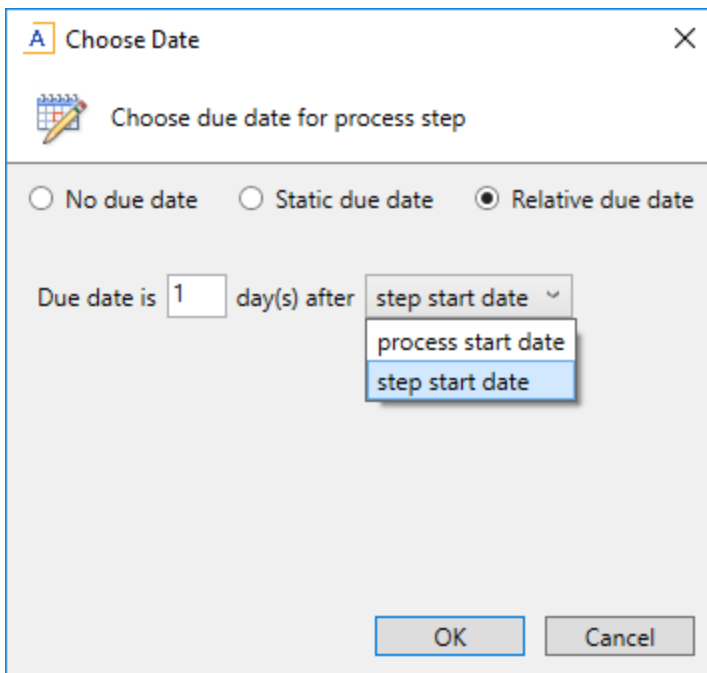 A Choose Date
Choose due date for process step
No due date Static due date Relative due date
Due date is 1 day(s) after step start date
process start date
step start date
OK Cancel